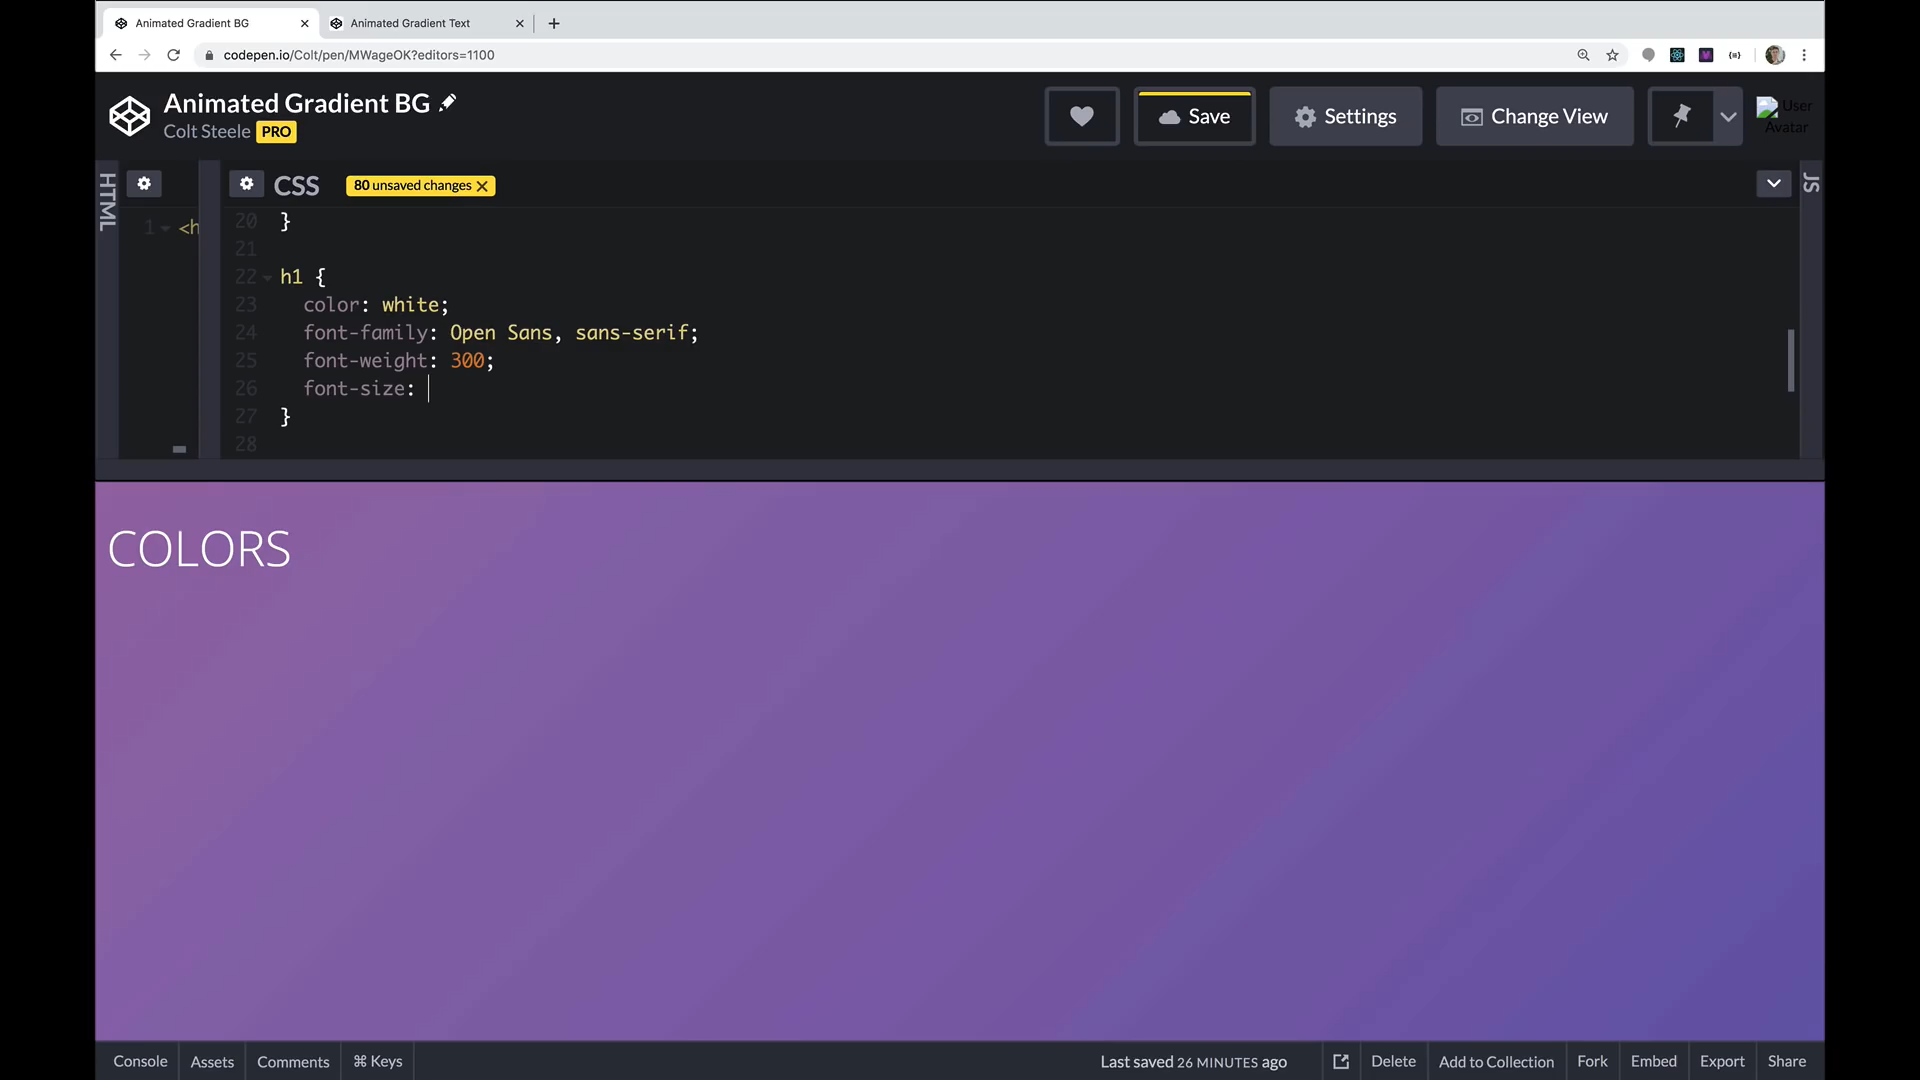 Animated Gradient BG
Animated Gradient Text
codepen.io/Colt/pen/MWageOK?editors=1100
Animated Gradient BG
Colt Steele PRO
Save
Settings
Change View
User Avatar
HTML
1 <h
CSS
80 unsaved changes
JS
20 }
21
22 h1 {
23 color: white;
24 font-family: Open Sans, sans-serif;
25 font-weight: 300;
26 font-size:
27 }
28
COLORS
Console Assets Comments ⌘ Keys Last saved 26 MINUTES ago Delete Add to Collection Fork Embed Export Share